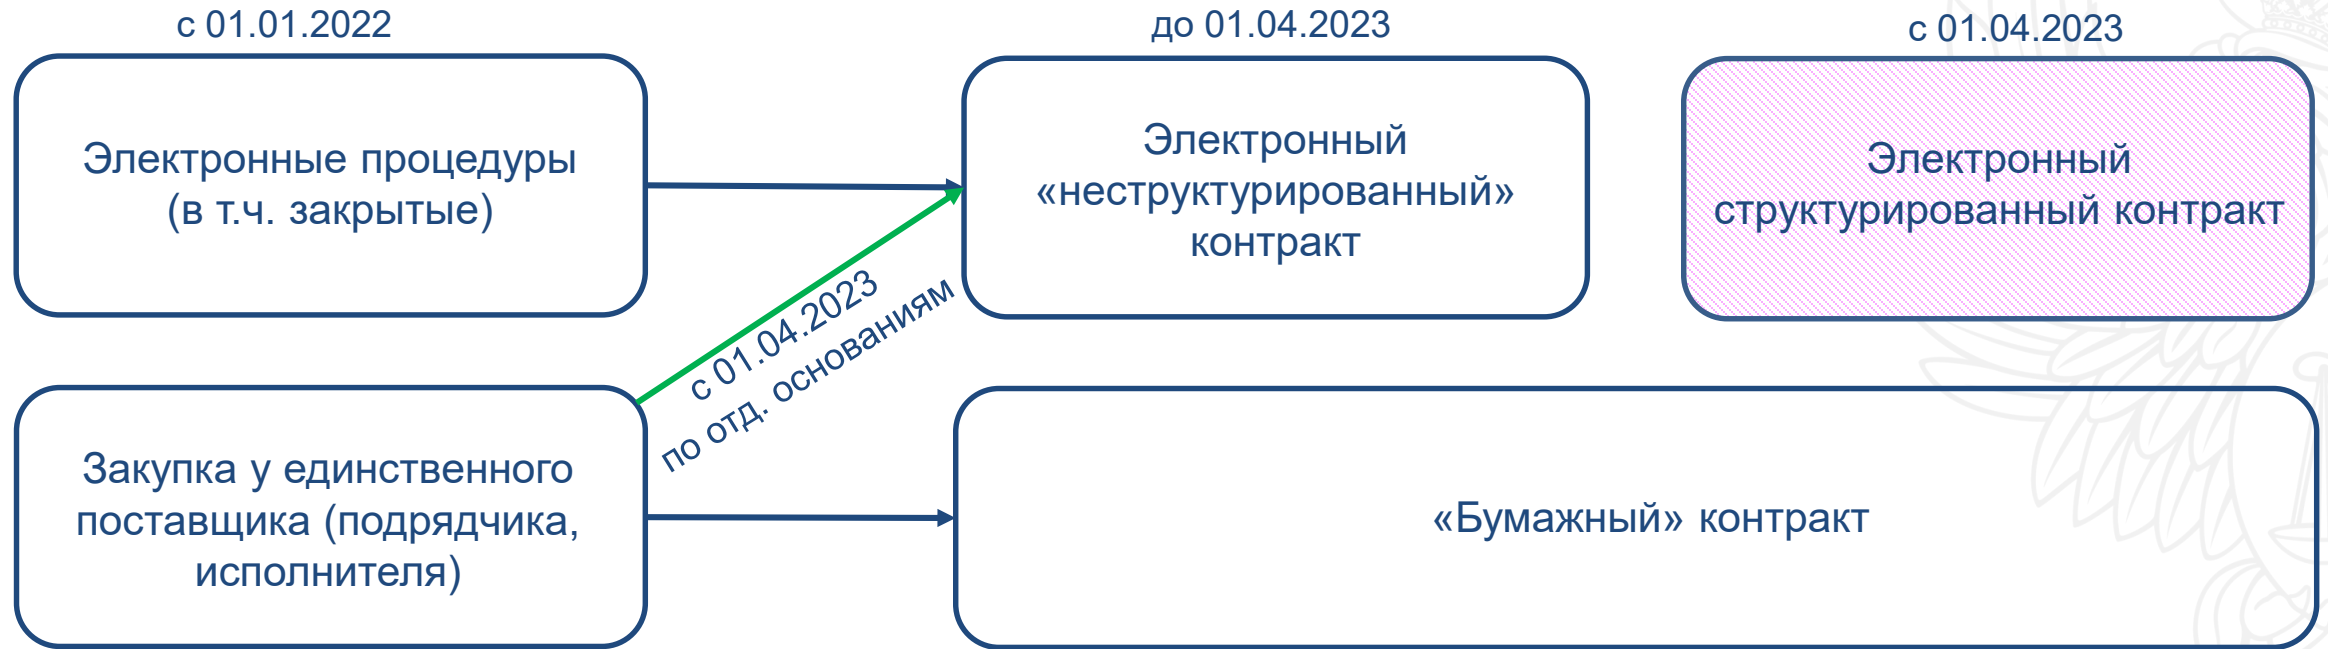 с 01.01.2022
до 01.04.2023
с 01.04.2023
Электронные процедуры
(в т.ч. закрытые)
Электронный
«неструктурированный»
контракт
Электронный
структурированный контракт
с 01.04.2023
по отд. основаниям
Закупка у единственного
поставщика (подрядчика,
исполнителя)
«Бумажный» контракт